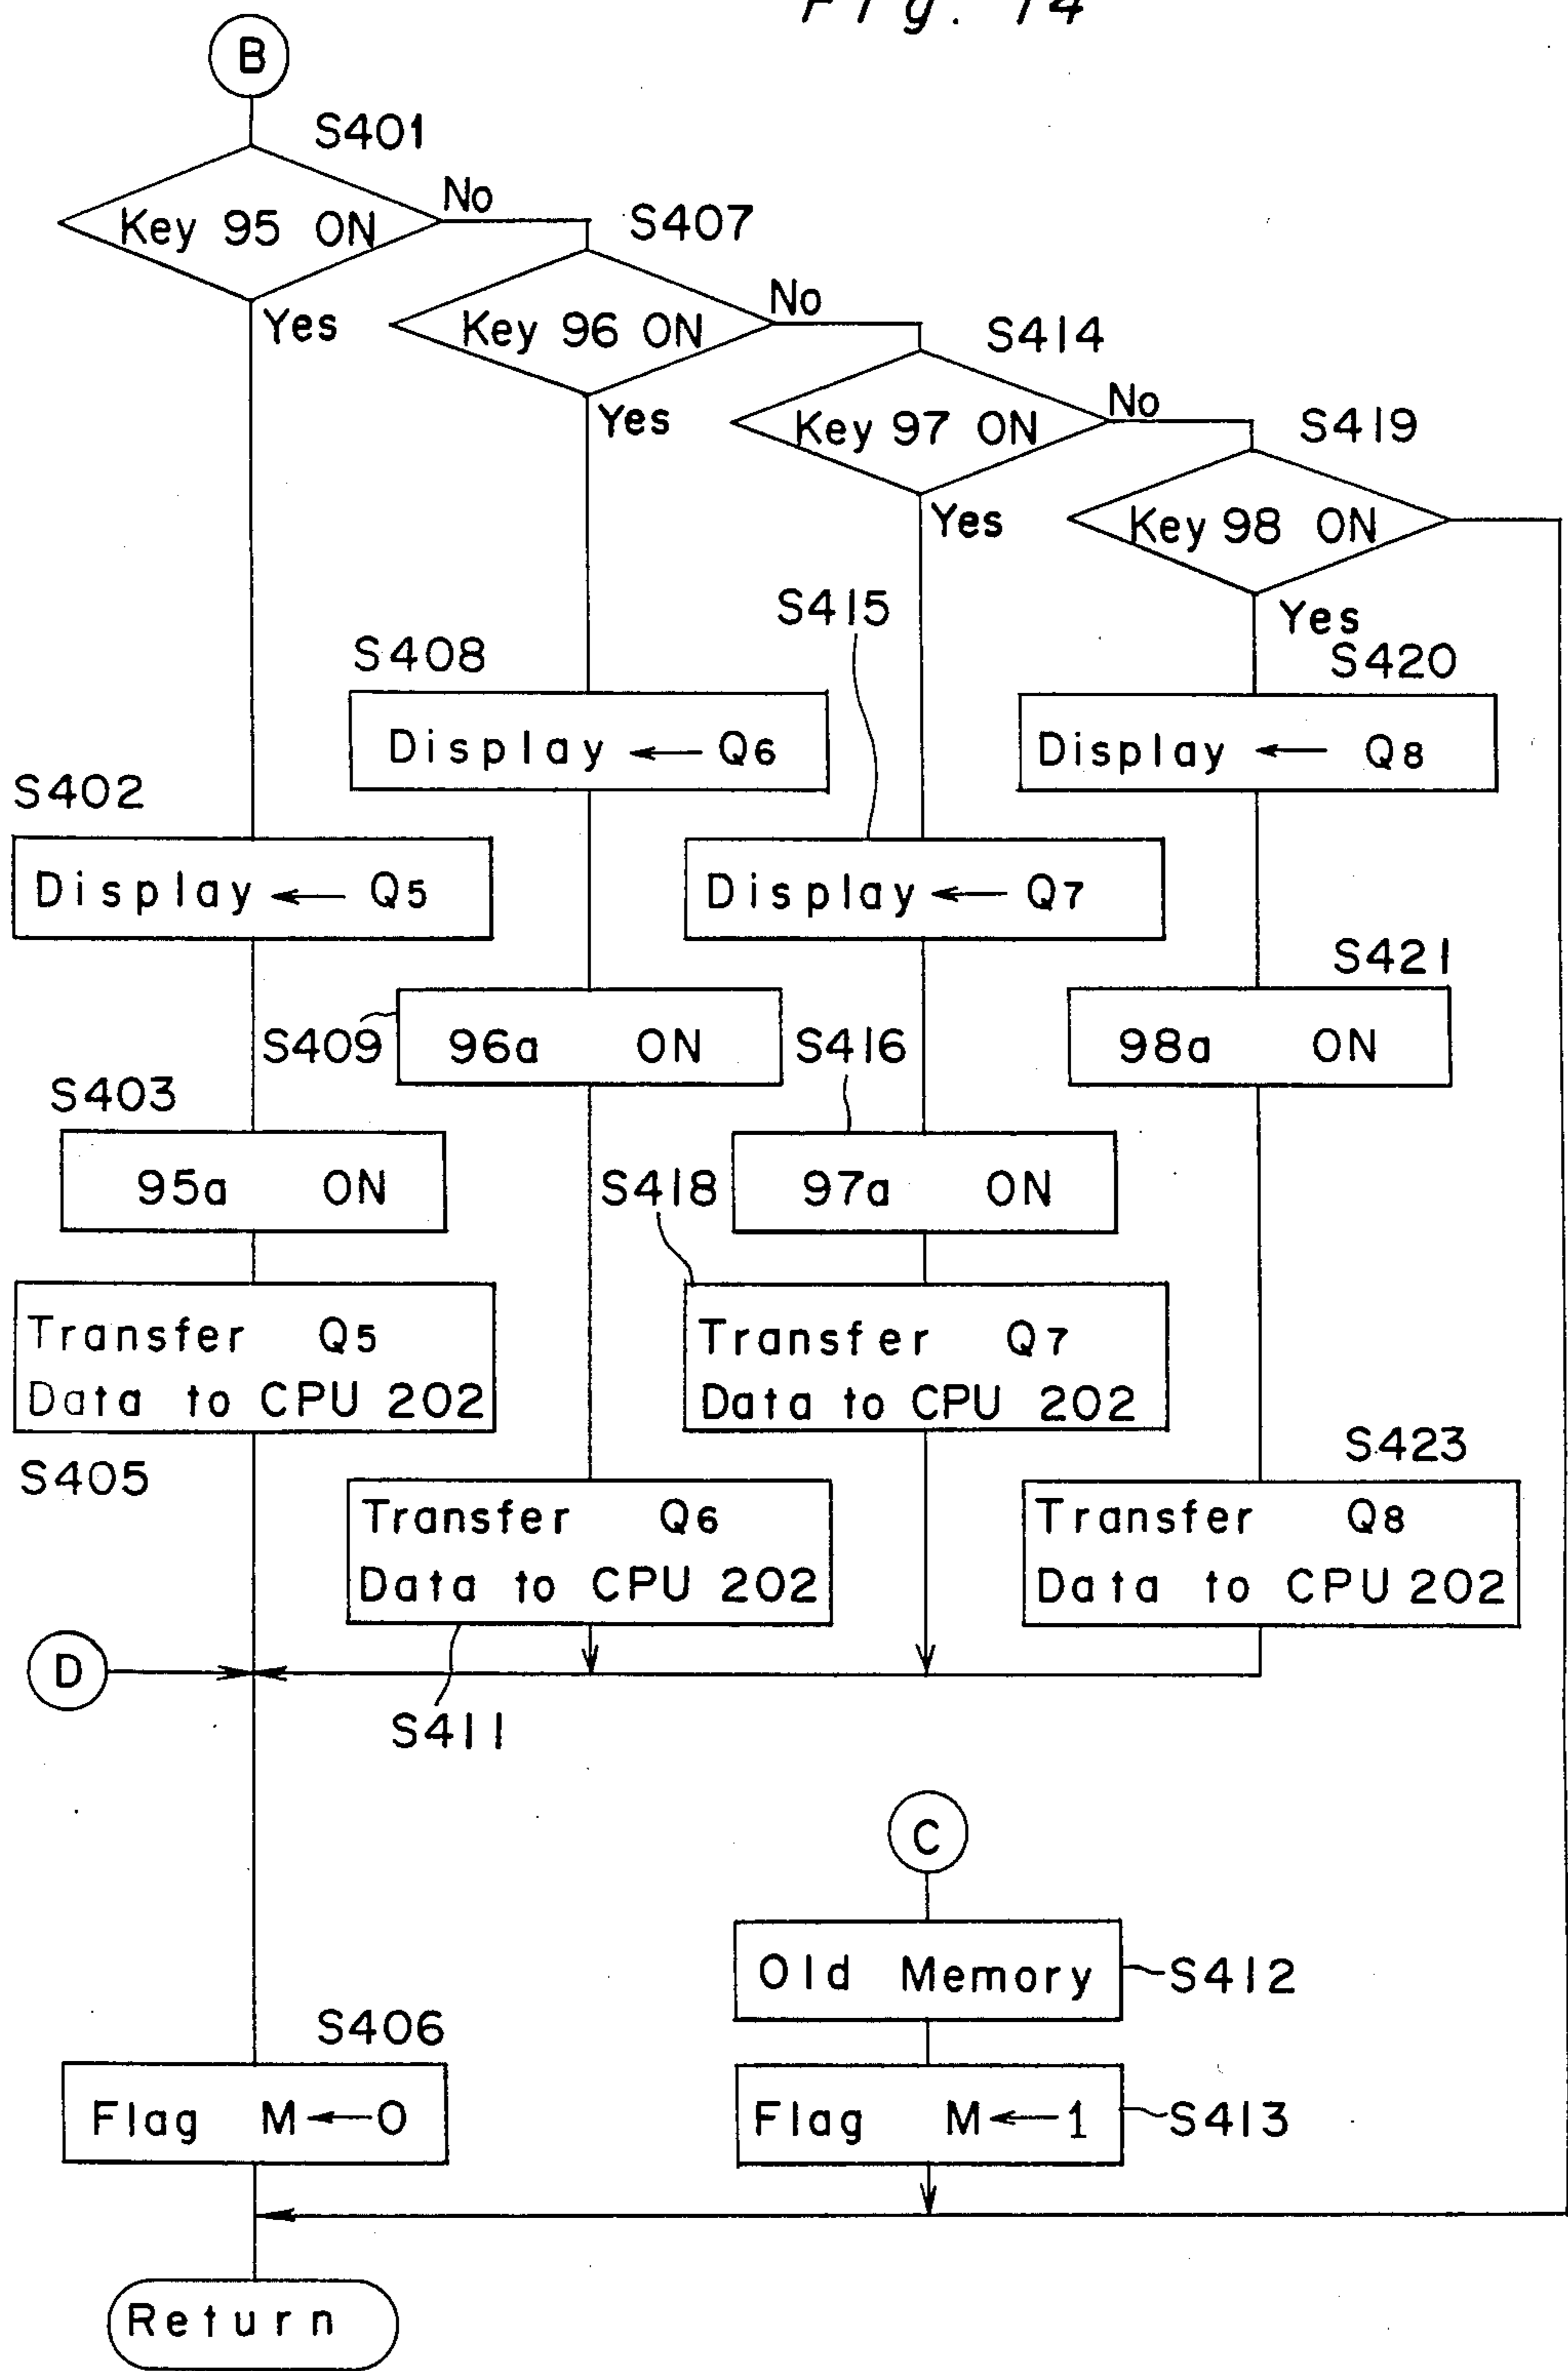 Fig. 14
B
S401
Key 95 ON
No
Yes
S407
Key 96 ON
No
Yes
S414
Key 97 ON
No
Yes
S419
Key 98 ON
Yes
S415
S408
S420
Display ← Q6
Display ← Q8
S402
Display ← Q5
Display ← Q7
S421
S409
96a ON
S416
98a ON
S403
95a ON
S418
97a ON
Transfer Q5
Data to CPU 202
Transfer Q7
Data to CPU 202
S405
S423
Transfer Q6
Data to CPU 202
Transfer Q8
Data to CPU 202
D
S411
C
Old Memory
S412
S406
Flag M ← 0
Flag M ← 1
S413
Return